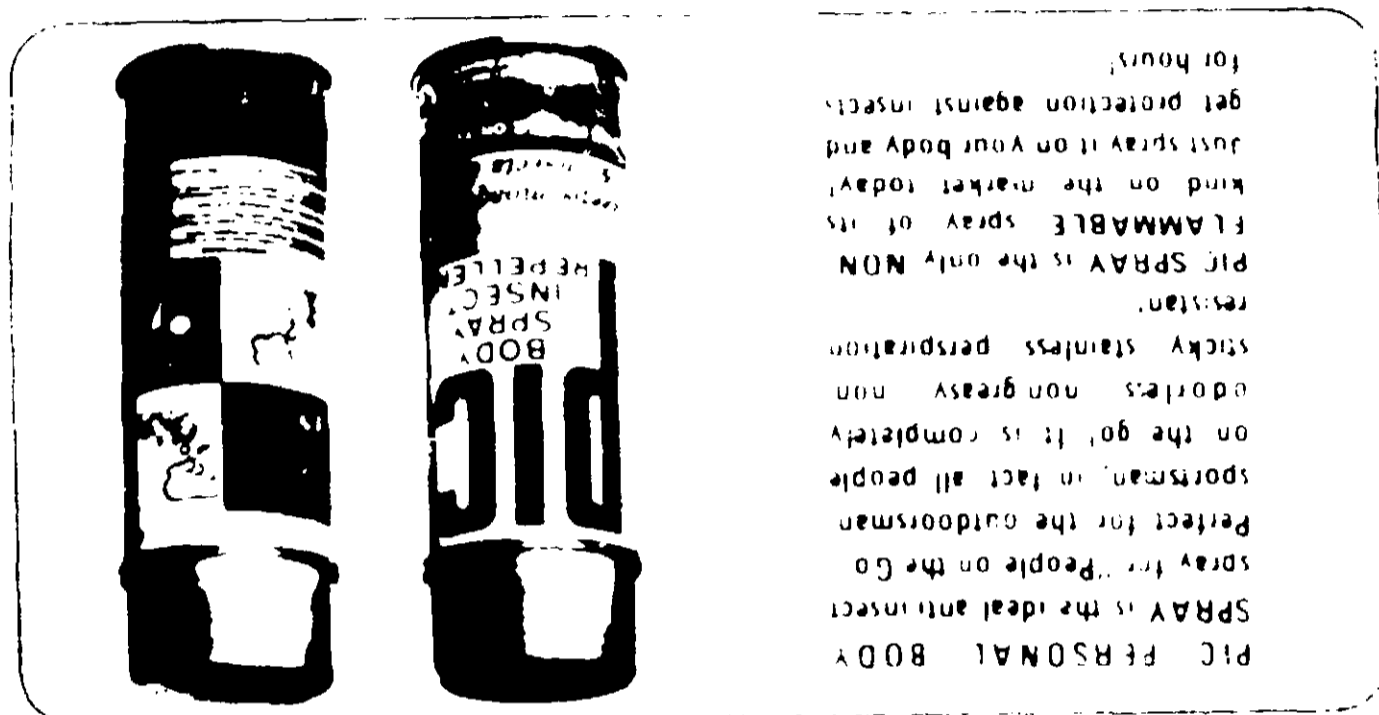 PIC PERSONAL BODY
SPRAY is the ideal anti insect
spray for "People on the Go
Perfect for the outdoorsman
sportsman, in fact all people
on the go! It is completely
odorless non greasy non
sticky stainless perspiration
resistan
PIC SPRAY is the only NON
FLAMMABLE spray of its
kind on the market today!
Just spray it on your body and
get protection against insects
for hours!
BODY
SPRAY
INSECT
REPELLE